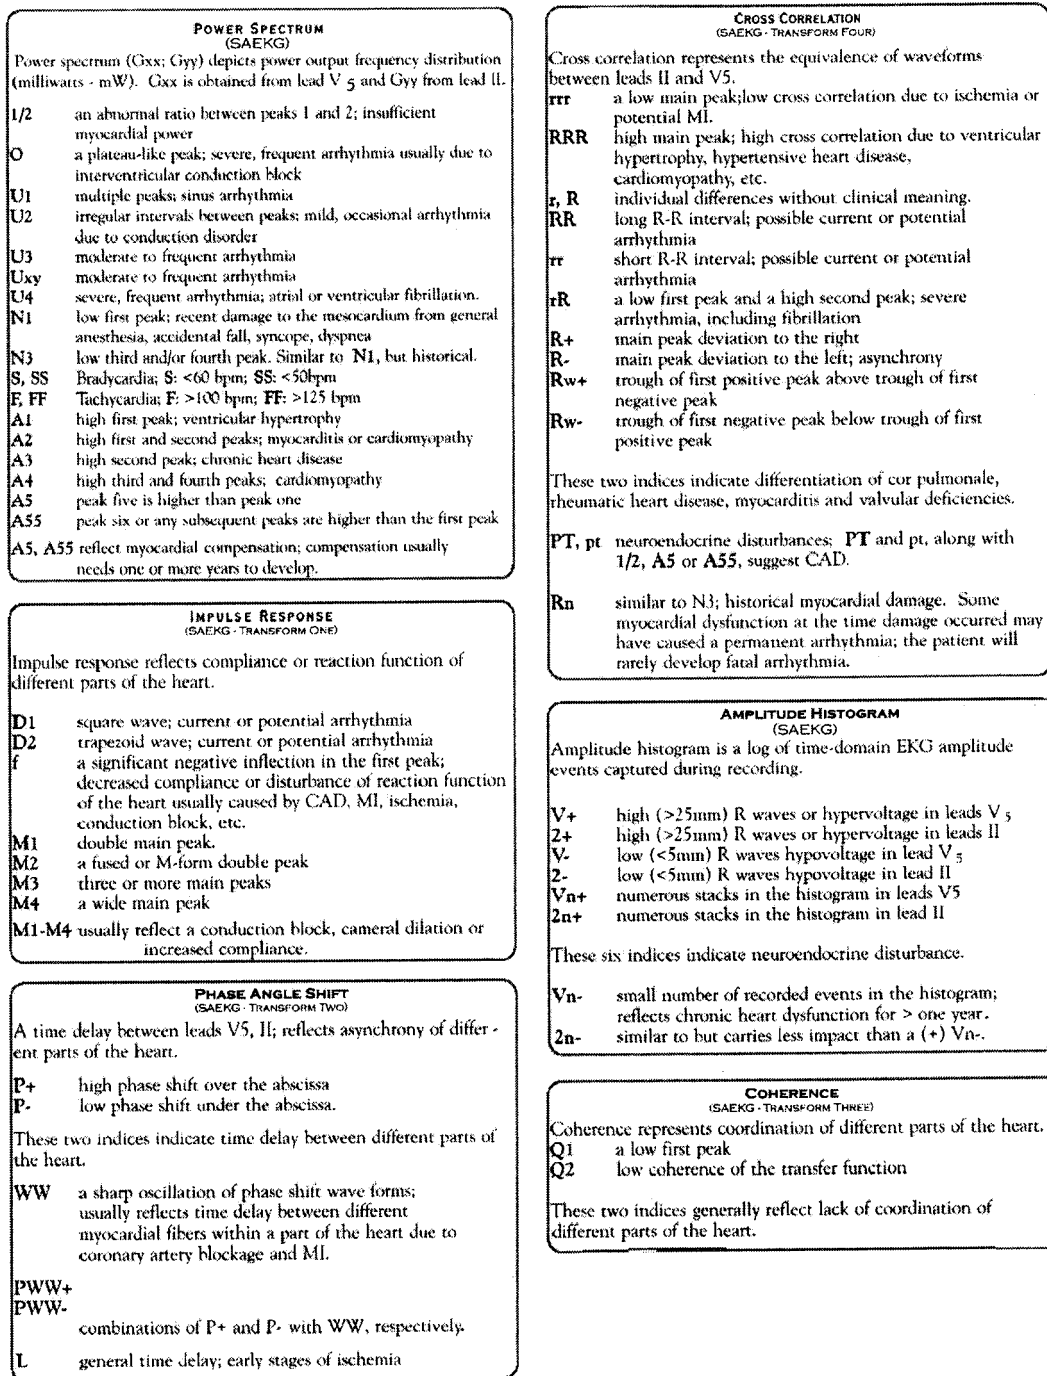 POWER SPECTRUM
(SAEKG)
Power spectrum (Gxx; Gyy) depicts power output frequency distribution
(milliwatts - mW). Gxx is obtained from lead V 5 and Gyy from lead II.
1/2 an abnormal ratio between peaks 1 and 2; insufficient
myocardial power
O a plateau-like peak; severe, frequent arrhythmia usually due to
interventricular conduction block
U1 multiple peaks; sinus arrhythmia
U2 irregular intervals between peaks; mild, occasional arrhythmia
due to conduction disorder
U3 moderate to frequent arrhythmia
Uxy moderate to frequent arrhythmia
U4 severe, frequent arrhythmia; atrial or ventricular fibrillation.
N1 low first peak; recent damage to the mesocardium from general
anesthesia, accidental fall, syncope, dyspnea
N3 low third and/or fourth peak. Similar to N1, but historical.
S, SS Bradycardia; S: <60 bpm; SS: <50bpm
F, FF Tachycardia; F: >100 bpm; FF: >125 bpm
A1 high first peak; ventricular hypertrophy
A2 high first and second peaks; myocarditis or cardiomyopathy
A3 high second peak; chronic heart disease
A4 high third and fourth peaks; cardiomyopathy
A5 peak five is higher than peak one
A55 peak six or any subsequent peaks are higher than the first peak
A5, A55 reflect myocardial compensation; compensation usually
needs one or more years to develop.
IMPULSE RESPONSE
(SAEKG - TRANSFORM ONE)
Impulse response reflects compliance or reaction function of
different parts of the heart.
D1 square wave; current or potential arrhythmia
D2 trapezoid wave; current or potential arrhythmia
f a significant negative inflection in the first peak;
decreased compliance or disturbance of reaction function
of the heart usually caused by CAD, MI, ischemia,
conduction block, etc.
M1 double main peak.
M2 a fused or M-form double peak
M3 three or more main peaks
M4 a wide main peak
M1-M4 usually reflect a conduction block, cameral dilation or
increased compliance.
PHASE ANGLE SHIFT
(SAEKG - TRANSFORM TWO)
A time delay between leads V5, II; reflects asynchrony of differ -
ent parts of the heart.
P+ high phase shift over the abscissa
P- low phase shift under the abscissa.
These two indices indicate time delay between different parts of
the heart.
WW a sharp oscillation of phase shift wave forms;
usually reflects time delay between different
myocardial fibers within a part of the heart due to
coronary artery blockage and MI.
PWW+
PWW-
combinations of P+ and P- with WW, respectively.
L general time delay; early stages of ischemia
CROSS CORRELATION
(SAEKG - TRANSFORM FOUR)
Cross correlation represents the equivalence of waveforms
between leads II and V5.
rrr a low main peak;low cross correlation due to ischemia or
potential MI.
RRR high main peak; high cross correlation due to ventricular
hypertrophy, hypertensive heart disease,
cardiomyopathy, etc.
r, R individual differences without clinical meaning.
RR long R-R interval; possible current or potential
arrhythmia
rr short R-R interval; possible current or potential
arrhythmia
rR a low first peak and a high second peak; severe
arrhythmia, including fibrillation
R+ main peak deviation to the right
R- main peak deviation to the left; asynchrony
Rw+ trough of first positive peak above trough of first
negative peak
Rw- trough of first negative peak below trough of first
positive peak
These two indices indicate differentiation of cor pulmonale,
rheumatic heart disease, myocarditis and valvular deficiencies.
PT, pt neuroendocrine disturbances; PT and pt, along with
1/2, A5 or A55, suggest CAD.
Rn similar to N3; historical myocardial damage. Some
myocardial dysfunction at the time damage occurred may
have caused a permanent arrhythmia; the patient will
rarely develop fatal arrhythmia.
AMPLITUDE HISTOGRAM
(SAEKG)
Amplitude histogram is a log of time-domain EKG amplitude
events captured during recording.
V+ high (>25mm) R waves or hypervoltage in leads V 5
2+ high (>25mm) R waves or hypervoltage in leads II
V- low (<5mm) R waves hypovoltage in lead V 5
2- low (<5mm) R waves hypovoltage in lead II
Vn+ numerous stacks in the histogram in leads V5
2n+ numerous stacks in the histogram in lead II
These six indices indicate neuroendocrine disturbance.
Vn- small number of recorded events in the histogram;
reflects chronic heart dysfunction for > one year.
2n- similar to but carries less impact than a (+) Vn-.
COHERENCE
(SAEKG - TRANSFORM THREE)
Coherence represents coordination of different parts of the heart.
Q1 a low first peak
Q2 low coherence of the transfer function
These two indices generally reflect lack of coordination of
different parts of the heart.